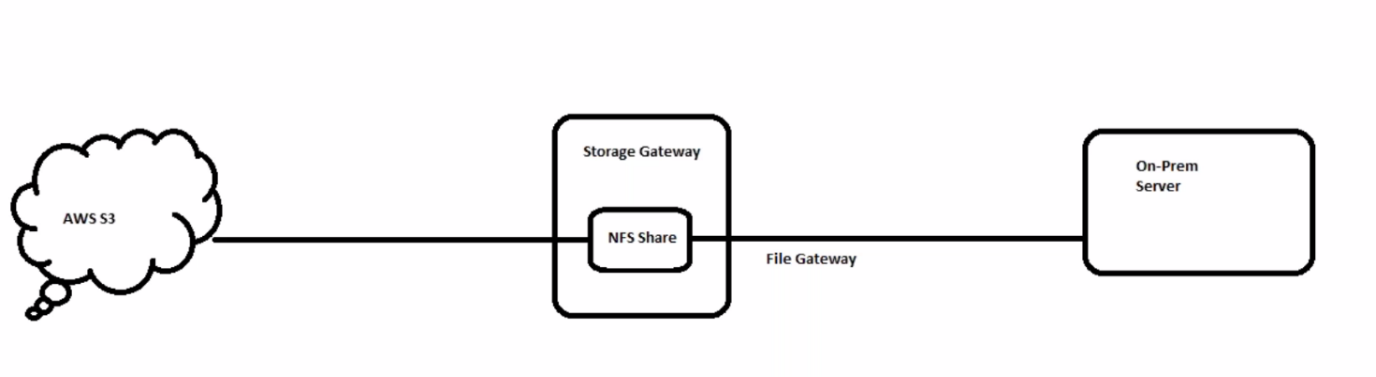 AWS S3
Storage Gateway
NFS Share
File Gateway
On-Prem
Server